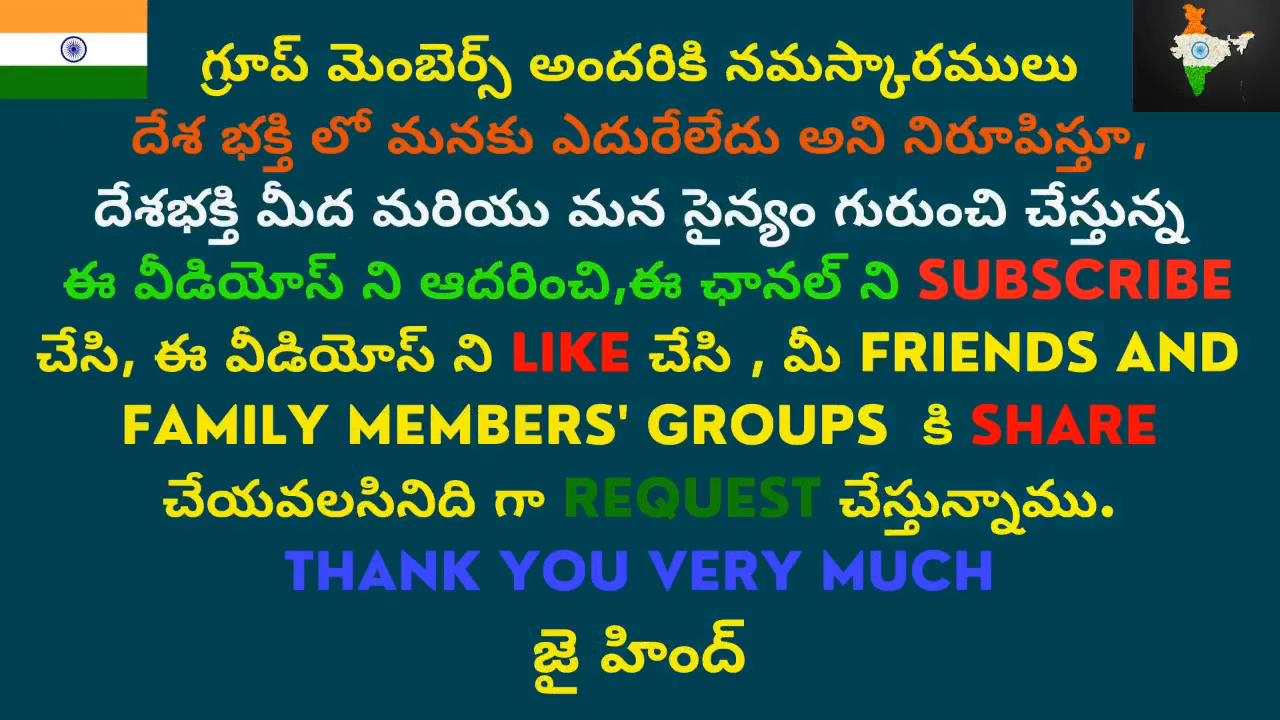 గ్రూప్ మెంబెర్స్ అందరికి నమస్కారములు
దేశ భక్తి లో మనకు ఎదురేలేదు అని నిరూపిస్తూ,
దేశభక్తి మీద మరియు మన సైన్యం గురుంచి చేస్తున్న
ఈ వీడియోస్ ని ఆదరించి,ఈ ఛానల్ ని SUBSCRIBE
చేసి, ఈ వీడియోస్ ని LIKE చేసి , మీ FRIENDS AND
FAMILY MEMBERS' GROUPS కి SHARE
చేయవలసినిది గా REQUEST చేస్తున్నాము.
THANK YOU VERY MUCH
జై హింద్